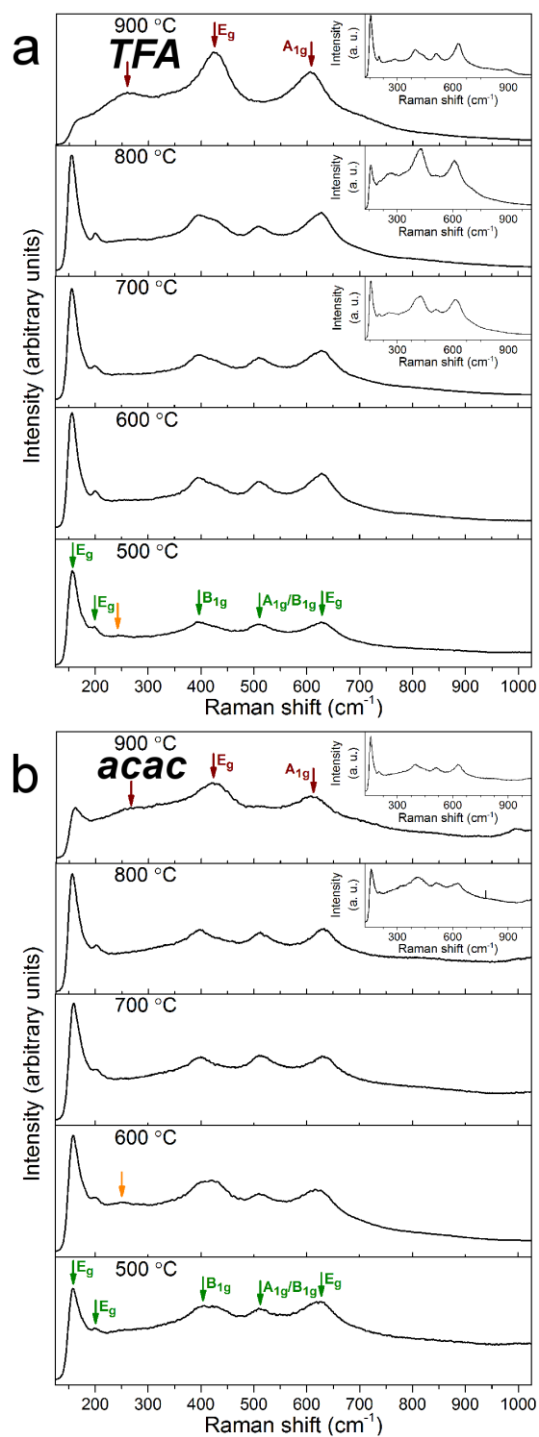 a
900 °C
TFA
Eg
A1g
Intensity
(a. u.)
300 600 900
Raman shift (cm-1)
800 °C
Intensity
(a. u.)
300 600 900
Raman shift (cm-1)
700 °C
Intensity
(a. u.)
300 600 900
Raman shift (cm-1)
600 °C
500 °C
Eg
Eg
B1g
A1g/B1g
Eg
Intensity (arbitrary units)
200 300 400 500 600 700 800 900 1000
Raman shift (cm-1)
b
900 °C
acac
Eg
A1g
Intensity
(a. u.)
300 600 900
Raman shift (cm-1)
800 °C
Intensity
(a. u.)
300 600 900
Raman shift (cm-1)
700 °C
600 °C
500 °C
Eg
Eg
B1g
A1g/B1g
Eg
Intensity (arbitrary units)
200 300 400 500 600 700 800 900 1000
Raman shift (cm-1)